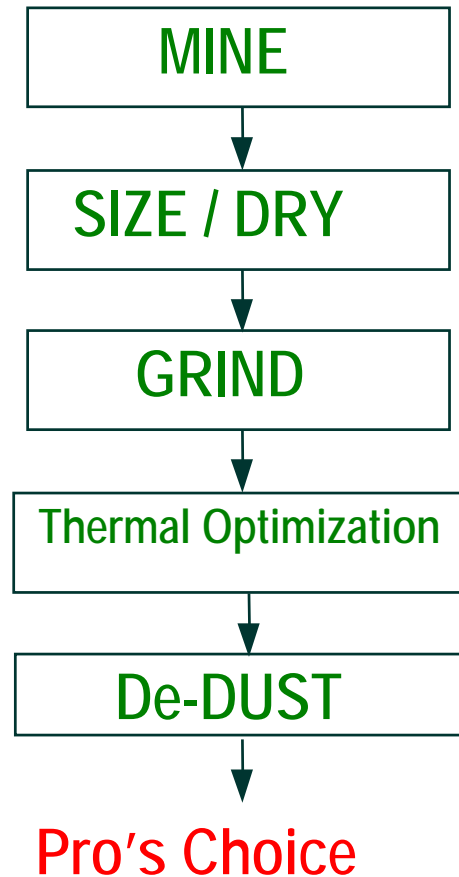 MINE
SIZE / DRY
GRIND
Thermal Optimization
De-DUST
Pro's Choice